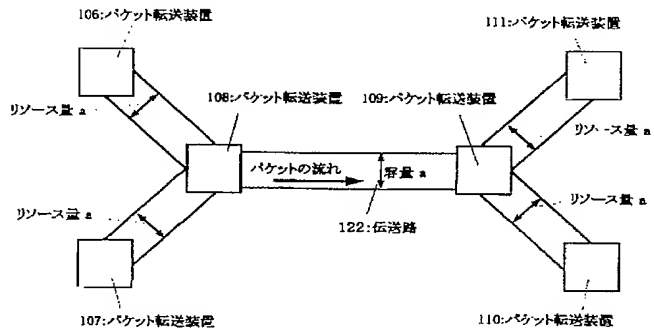 106:パケット転送装置
111:パケット転送装置
リソース量 a
108:パケット転送装置
109:パケット転送装置
リソース量 a
パケットの流れ
容量 a
リソース量 a
リソース量 a
122:伝送路
107:パケット転送装置
110:パケット転送装置